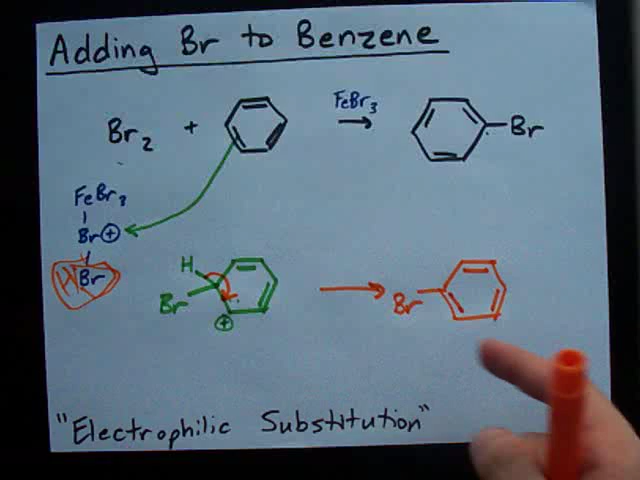 Adding Br to Benzene
FeBr3
Br2 + → Br
FeBr3
Br⊕
Br
H
Br
⊕
Br
"Electrophilic Substitution"